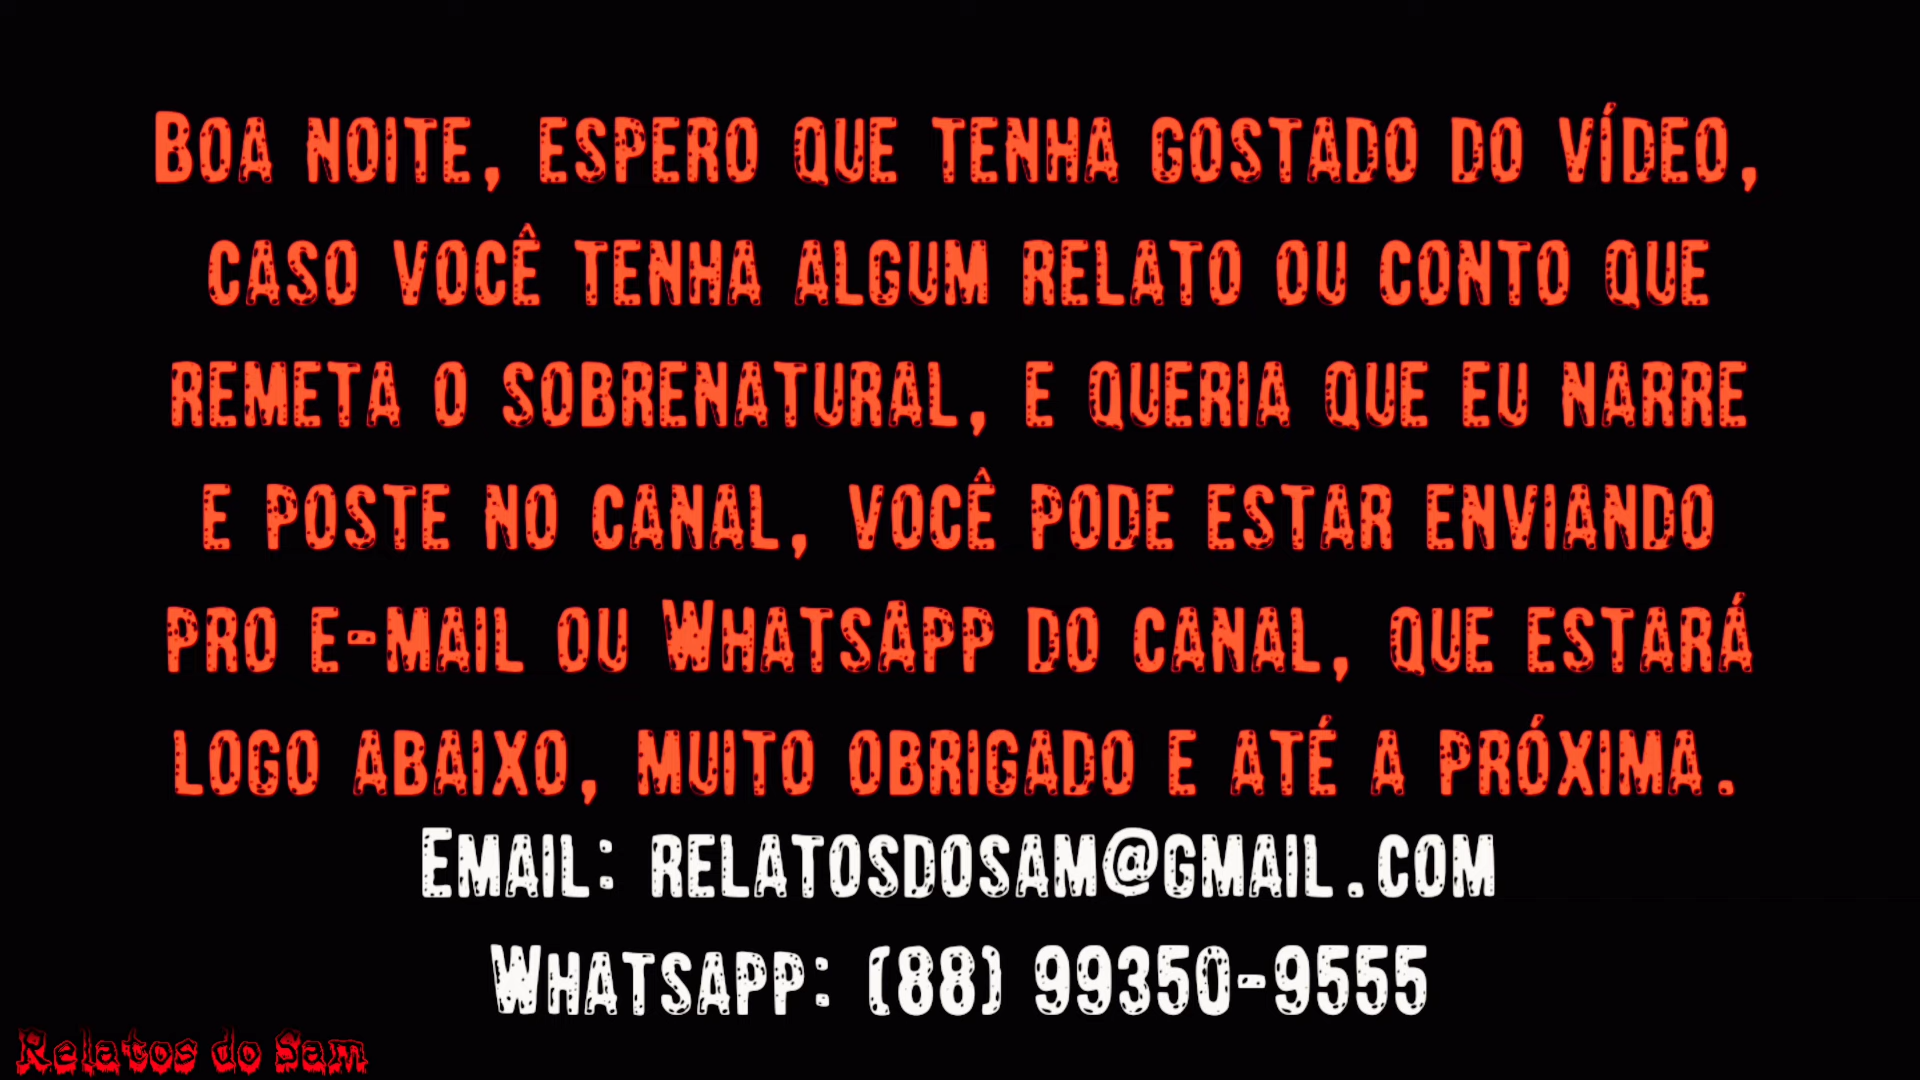 Boa noite, espero que tenha gostado do vídeo,
caso você tenha algum relato ou conto que
remeta o sobrenatural, e queria que eu narre
e poste no canal, você pode estar enviando
pro e-mail ou WhatsApp do canal, que estará
logo abaixo, muito obrigado e até a próxima.
Email: relatosdosam@gmail.com
Whatsapp: (88) 99350-9555
Relatos do Sam